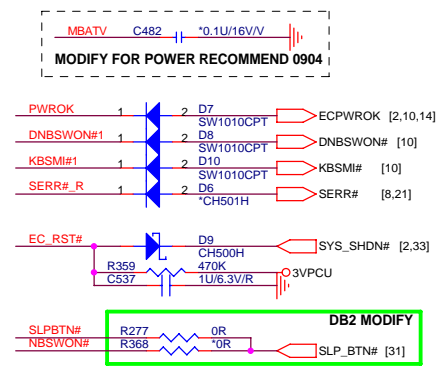 MBATV C482 *0.1U/16V/V
MODIFY FOR POWER RECOMMEND 0904
PWROK 1 2 D7 ECPWROK [2,10,14]
SW1010CPT
DNBSWON#1 1 2 D8 DNBSWON# [10]
SW1010CPT
KBSMI#1 1 2 D10 KBSMI# [10]
SW1010CPT
SERR#_R 1 2 D6 SERR# [8,21]
*CH501H
EC_RST# D9 SYS_SHDN# [2,33]
CH500H
R359 470K 3VPCU
C537 1U/6.3V/R
DB2 MODIFY
SLPBTN# R277 0R
NBSWON# R368 *0R SLP_BTN# [31]